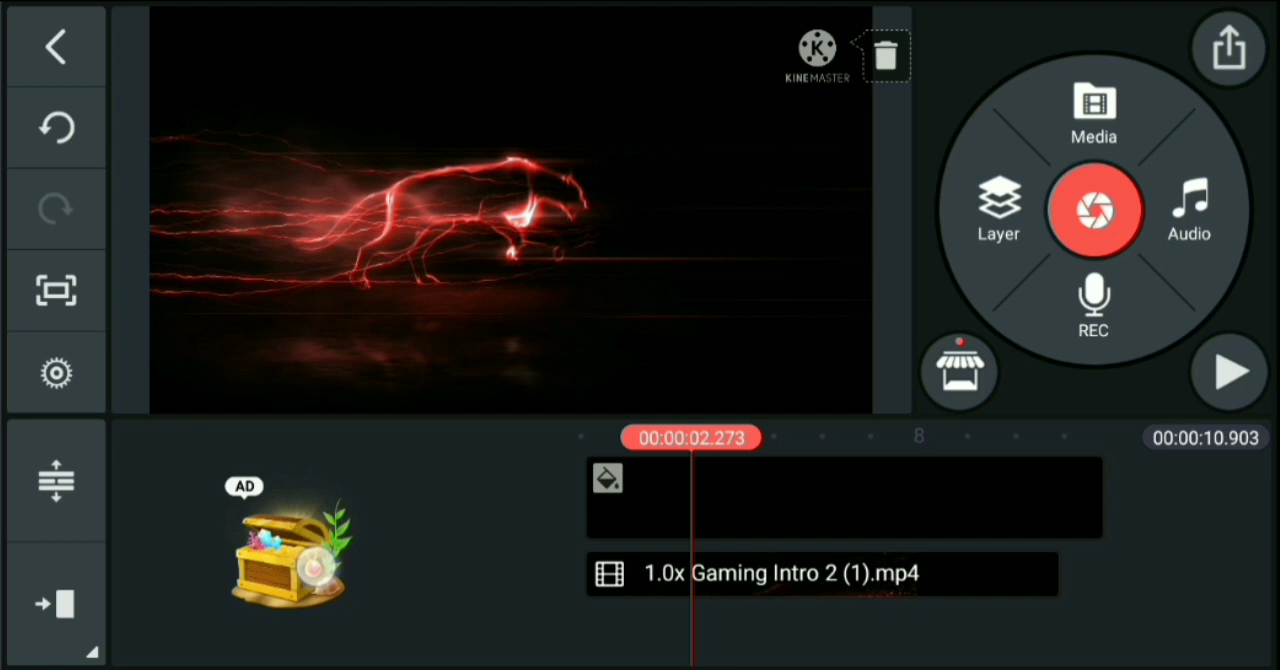 K
KINEMASTER
Media
Layer
Audio
REC
00:00:02.273
8
00:00:10.903
AD
1.0x Gaming Intro 2 (1).mp4